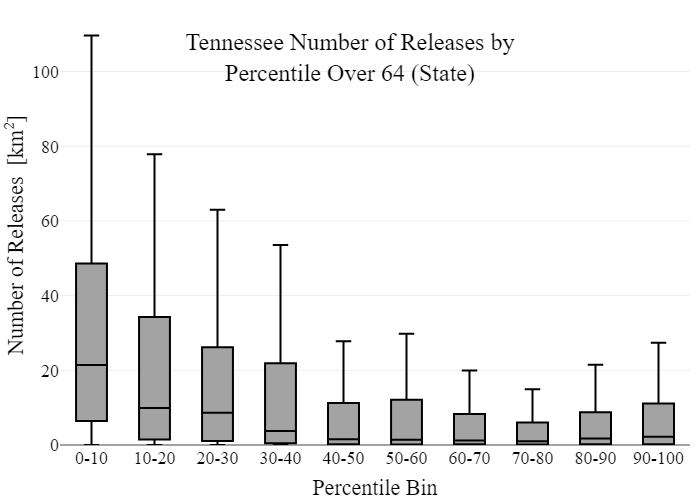 Tennessee Number of Releases by
Percentile Over 64 (State)
Number of Releases [km²]
100
80
60
40
20
0
0-10 10-20 20-30 30-40 40-50 50-60 60-70 70-80 80-90 90-100
Percentile Bin